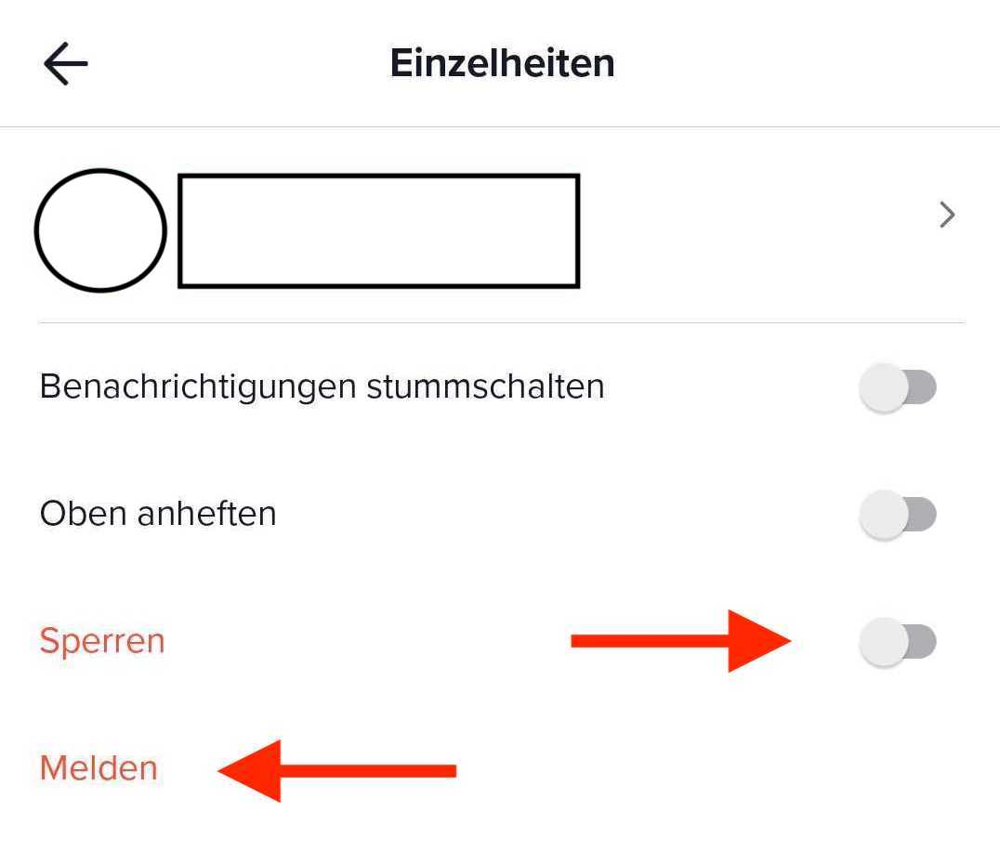 Einzelheiten
Benachrichtigungen stummschalten
Oben anheften
Sperren
Melden